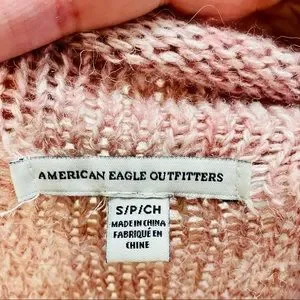 AMERICAN EAGLE OUTFITTERS
S/P/CH
MADE IN CHINA
FABRIQUÉ EN
CHINE